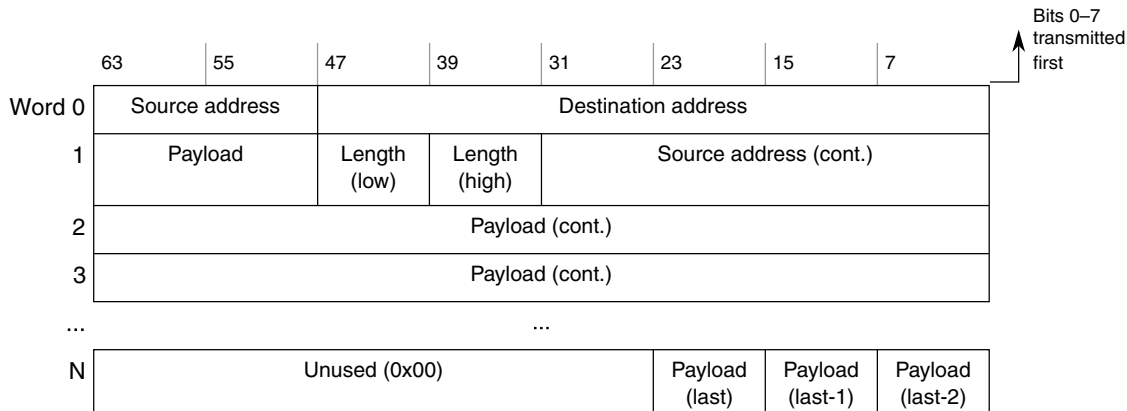 Bits 0–7
transmitted
first
63 55 47 39 31 23 15 7
Word 0 Source address Destination address
1 Payload Length Length Source address (cont.)
(low) (high)
2 Payload (cont.)
3 Payload (cont.)
... ...
N Unused (0x00) Payload Payload Payload
(last) (last-1) (last-2)